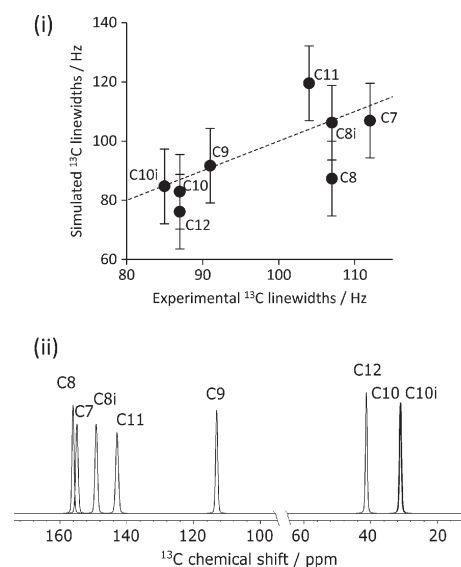 (i)
140
120
100
80
60
Simulated ¹³C linewidths / Hz
C11
C7
C8i
C9
C8
C10i
C10
C12
80 90 100 110
Experimental ¹³C linewidths / Hz
(ii)
C8
C7
C8i
C11
C9
C12
C10
C10i
160 140 120 100 60 40 20
¹³C chemical shift / ppm